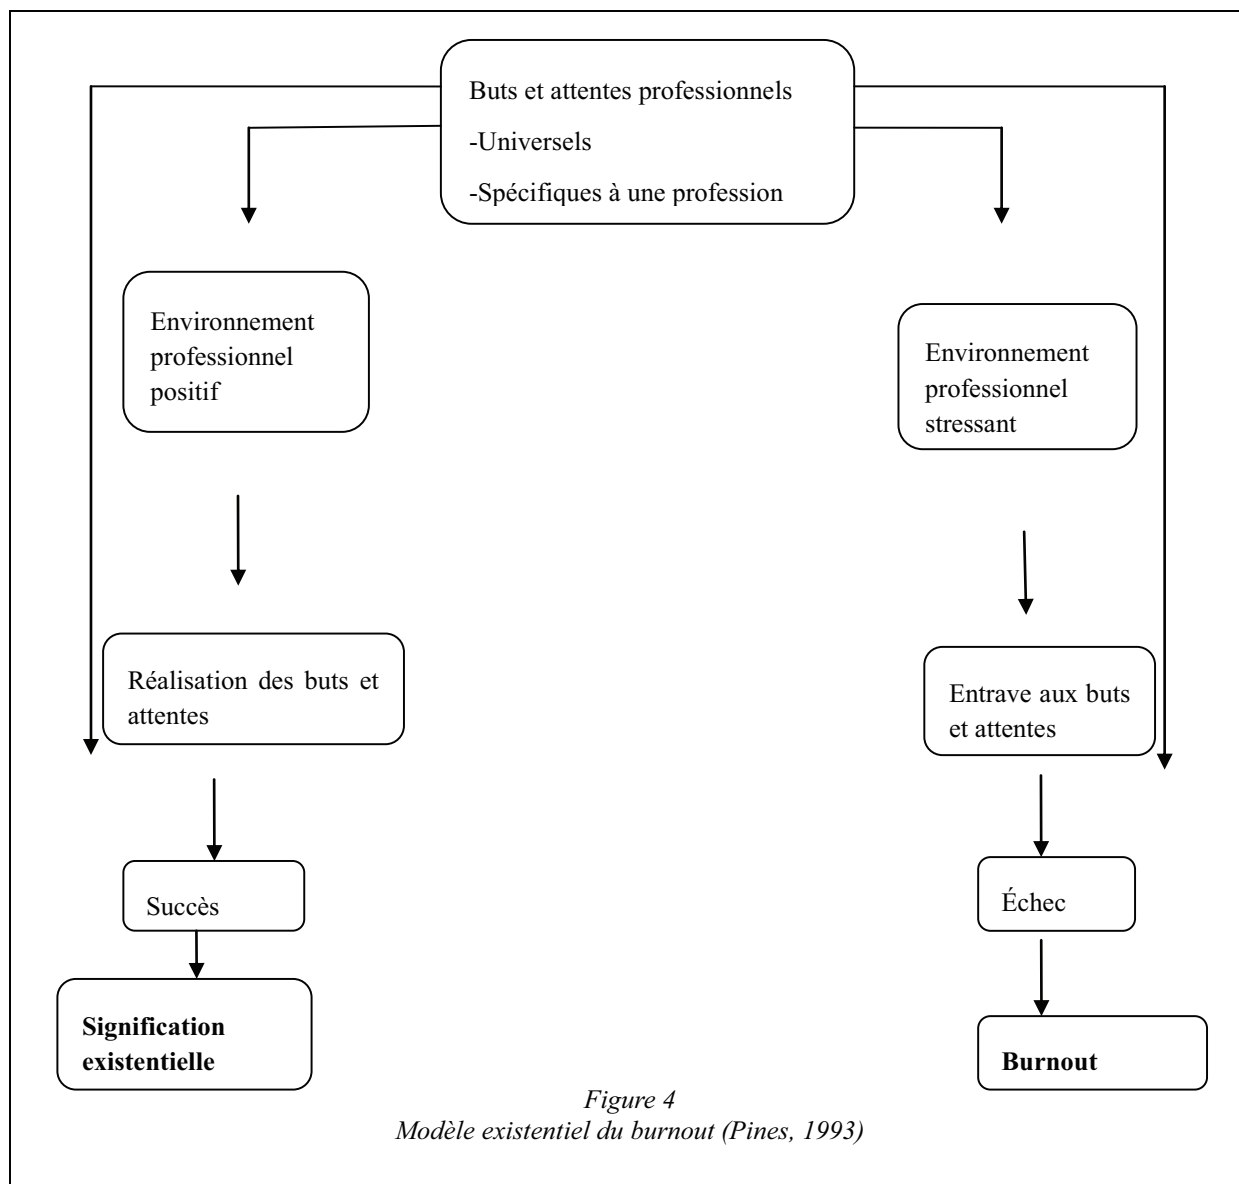 Buts et attentes professionnels
-Universels
-Spécifiques à une profession
Environnement
professionnel
positif
Environnement
professionnel
stressant
Réalisation des buts et
attentes
Entrave aux buts
et attentes
Succès
Échec
Signification
existentielle
Burnout
Figure 4
Modèle existentiel du burnout (Pines, 1993)